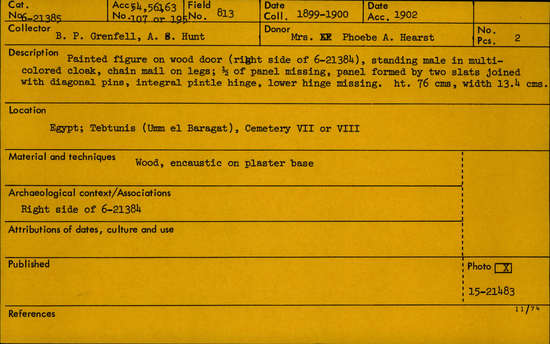 Cat. No. 6-21385 Acc. No. 54,56,63 -107 or 195 Field No. 813 Date Coll. 1899-1900 Date Acc. 1902
Collector B. P. Grenfell, A. S. Hunt Donor Mrs. Phoebe A. Hearst No. Pcs. 2
Description Painted figure on wood door (right side of 6-21384), standing male in multi-
colored cloak, chain mail on legs; ½ of panel missing, panel formed by two slats joined
with diagonal pins, integral pintle hinge, lower hinge missing. ht. 76 cms, width 13.4 cms.
Location
Egypt; Tebtunis (Umm el Baragat), Cemetery VII or VIII
Material and techniques Wood, encaustic on plaster base
Archaeological context/Associations
Right side of 6-21384
Attributions of dates, culture and use
Published Photo X
15-21483
References 11/74